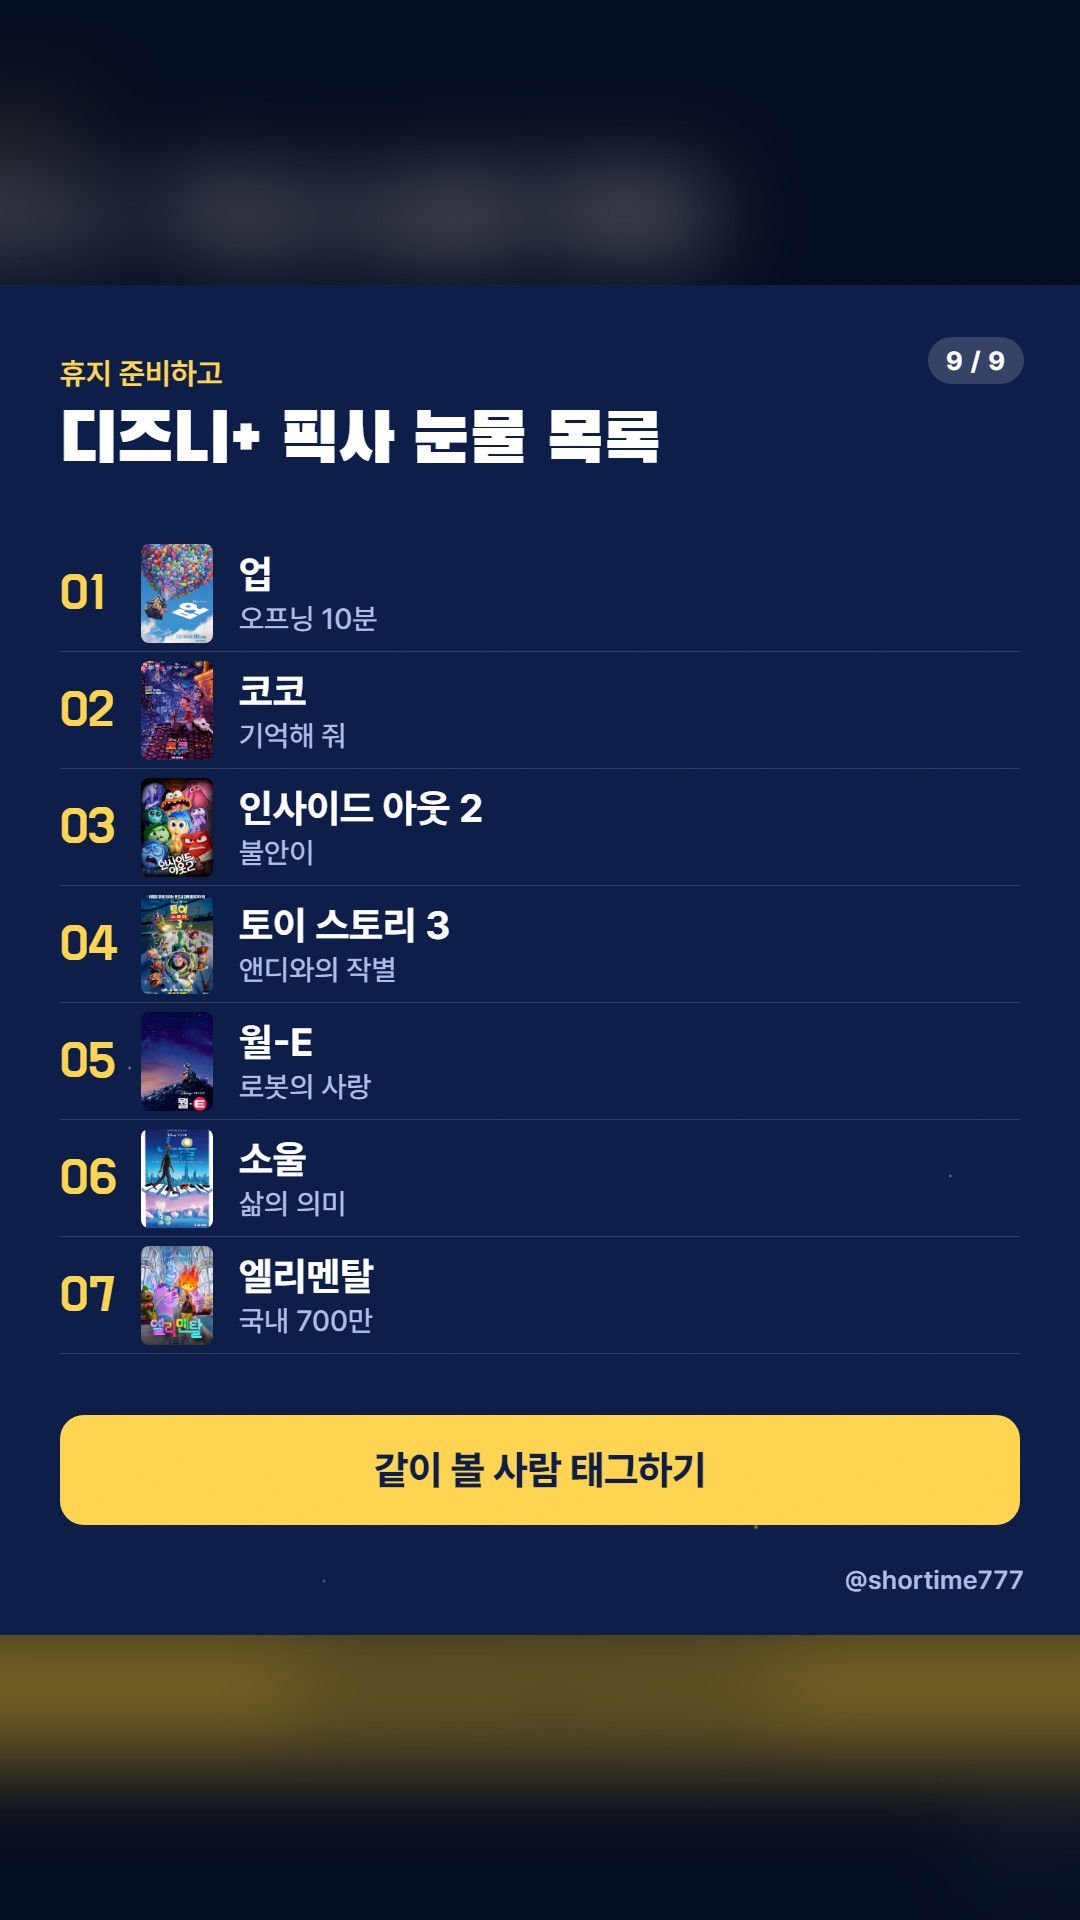 9 / 9
휴지 준비하고
디즈니+ 픽사 눈물 목록
01
업
오프닝 10분
02
코코
기억해 줘
03
인사이드 아웃 2
불안이
04
토이 스토리 3
앤디와의 작별
05
월-E
로봇의 사랑
06
소울
삶의 의미
07
엘리멘탈
국내 700만
같이 볼 사람 태그하기
@shortime777